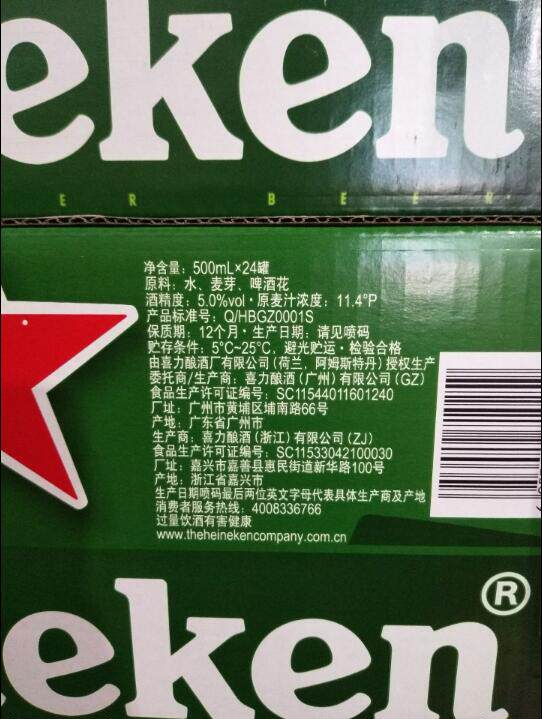 eken
ER BEER
净含量：500mL×24罐
原料：水、麦芽、啤酒花
酒精度：5.0%vol·原麦汁浓度：11.4°P
产品标准号：Q/HBGZ0001S
保质期：12个月·生产日期：请见喷码
贮存条件：5°C~25°C，避光贮运·检验合格
由喜力酿酒厂有限公司(荷兰，阿姆斯特丹)授权生产
委托商/生产商：喜力酿酒(广州)有限公司(GZ)
食品生产许可证编号：SC11544011601240
厂址：广州市黄埔区埔南路66号
产地：广东省广州市
生产商：喜力酿酒(浙江)有限公司(ZJ)
食品生产许可证编号：SC11533042100030
厂址：嘉兴市嘉善县惠民街道新华路100号
产地：浙江省嘉兴市
生产日期喷码最后两位英文字母代表具体生产商及产地
消费者服务热线：4008336766
过量饮酒有害健康
www.theheinekencompany.com.cn
eken®